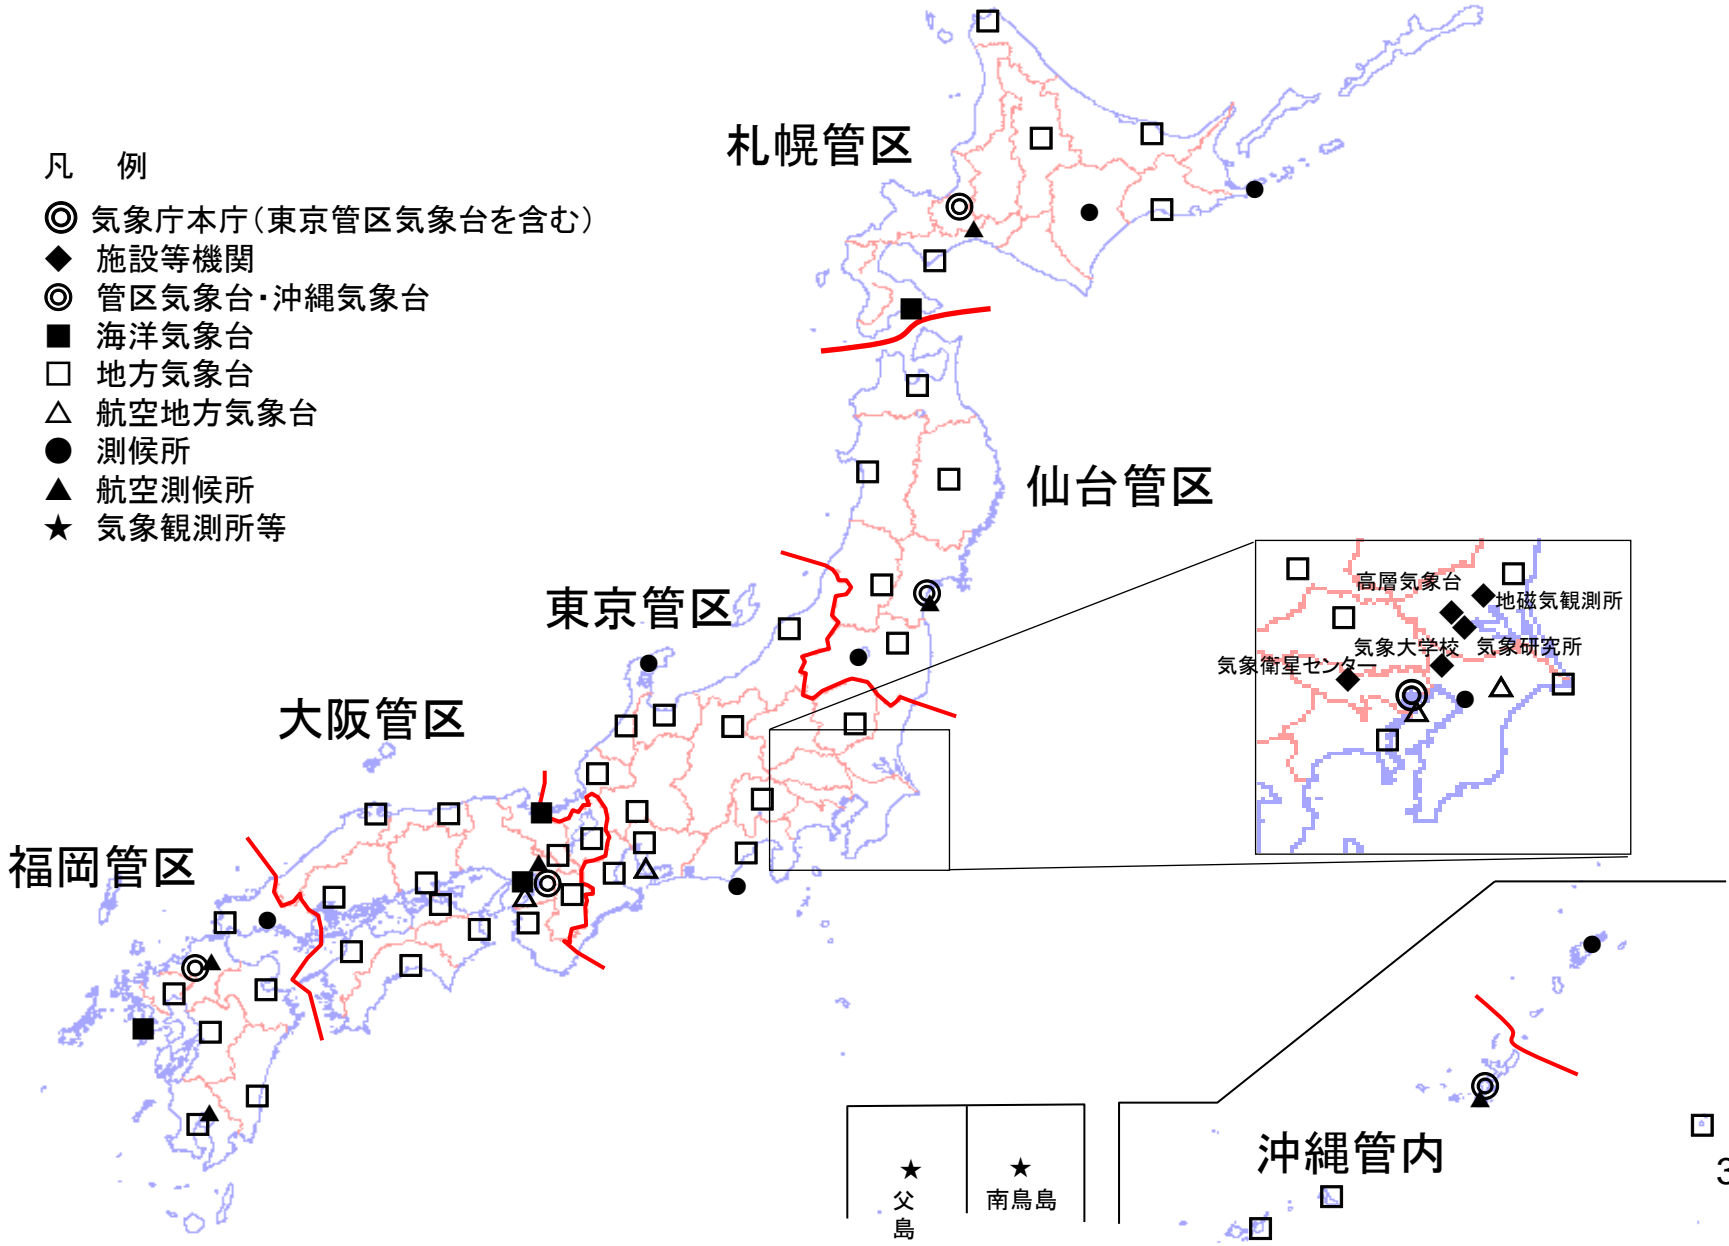 札幌管区
凡 例
気象庁本庁(東京管区気象台を含む)
施設等機関
管区気象台・沖縄気象台
海洋気象台
地方気象台
航空地方気象台
測候所
航空測候所
気象観測所等
仙台管区
東京管区
高層気象台
地磁気観測所
気象大学校
気象研究所
気象衛星センター
大阪管区
福岡管区
沖縄管内
父島
南鳥島
3